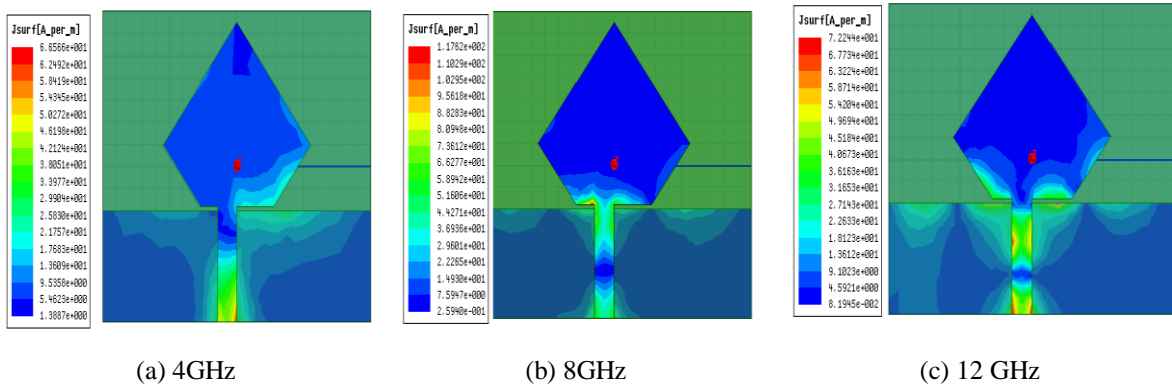 Jsurf[A_per_m]
6.6566e+001
6.2492e+001
5.8419e+001
5.4345e+001
5.0272e+001
4.6198e+001
4.2124e+001
3.8051e+001
3.3977e+001
2.9904e+001
2.5830e+001
2.1757e+001
1.7683e+001
1.3609e+001
9.5358e+000
5.4623e+000
1.3887e+000
Jsurf[A_per_m]
1.1762e+002
1.1029e+002
1.0295e+002
9.5618e+001
8.8283e+001
8.0948e+001
7.3612e+001
6.6277e+001
5.8942e+001
5.1606e+001
4.4271e+001
3.6936e+001
2.9601e+001
2.2265e+001
1.4930e+001
7.5947e+000
2.5940e-001
Jsurf[A_per_m]
7.2244e+001
6.7734e+001
6.3224e+001
5.8714e+001
5.4204e+001
4.9694e+001
4.5184e+001
4.0673e+001
3.6163e+001
3.1653e+001
2.7143e+001
2.2633e+001
1.8123e+001
1.3612e+001
9.1023e+000
4.5921e+000
8.1945e-002
(a) 4GHz
(b) 8GHz
(c) 12 GHz